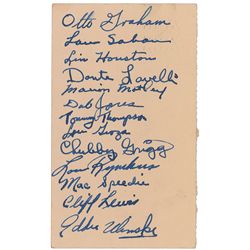 Otto Graham
Lou Saban
Lin Houston
Dante Lavelli
Marion Motley
Dub Jones
Tommy Thompson
Lou Groza
Chubby Grigg
Lou Rymkus
Mac Speedie
Cliff Lewis
Eddie Ulinski